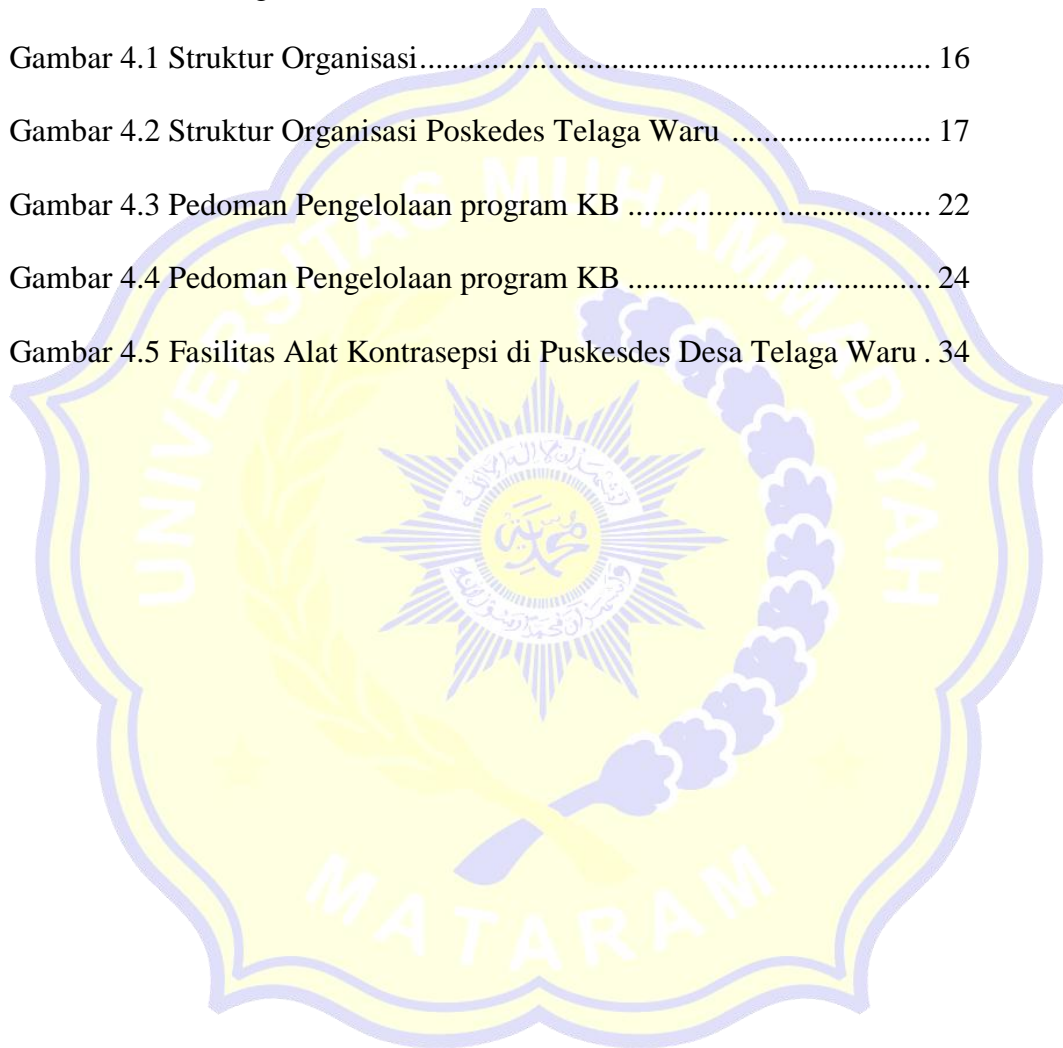 Gambar 4.1 Struktur Organisasi................................................................ 16
Gambar 4.2 Struktur Organisasi Poskedes Telaga Waru ......................... 17
Gambar 4.3 Pedoman Pengelolaan program KB ...................................... 22
Gambar 4.4 Pedoman Pengelolaan program KB ...................................... 24
Gambar 4.5 Fasilitas Alat Kontrasepsi di Puskesdes Desa Telaga Waru . 34
UNIVERSITAS MUHAMMADIYAH
MATARAM